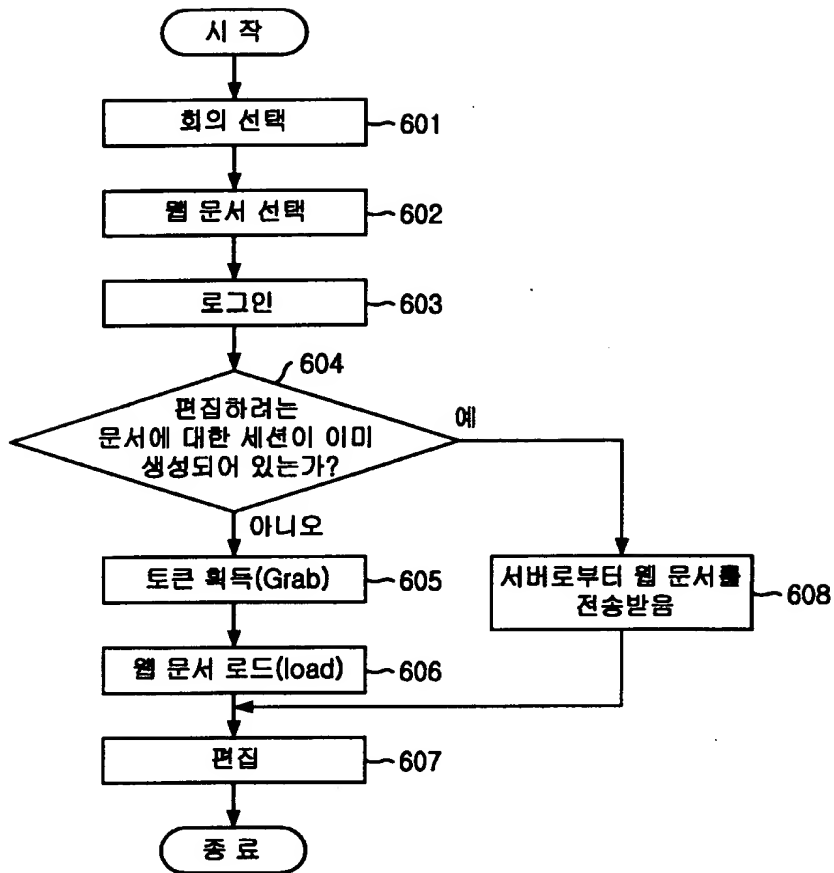 시 작
회의 선택
601
웹 문서 선택
602
로그인
603
604
편집하려는
문서에 대한 세션이 이미
생성되어 있는가?
예
아니오
토큰 획득(Grab)
605
서버로부터 웹 문서를
전송받음
608
웹 문서 로드(load)
606
편집
607
종 료